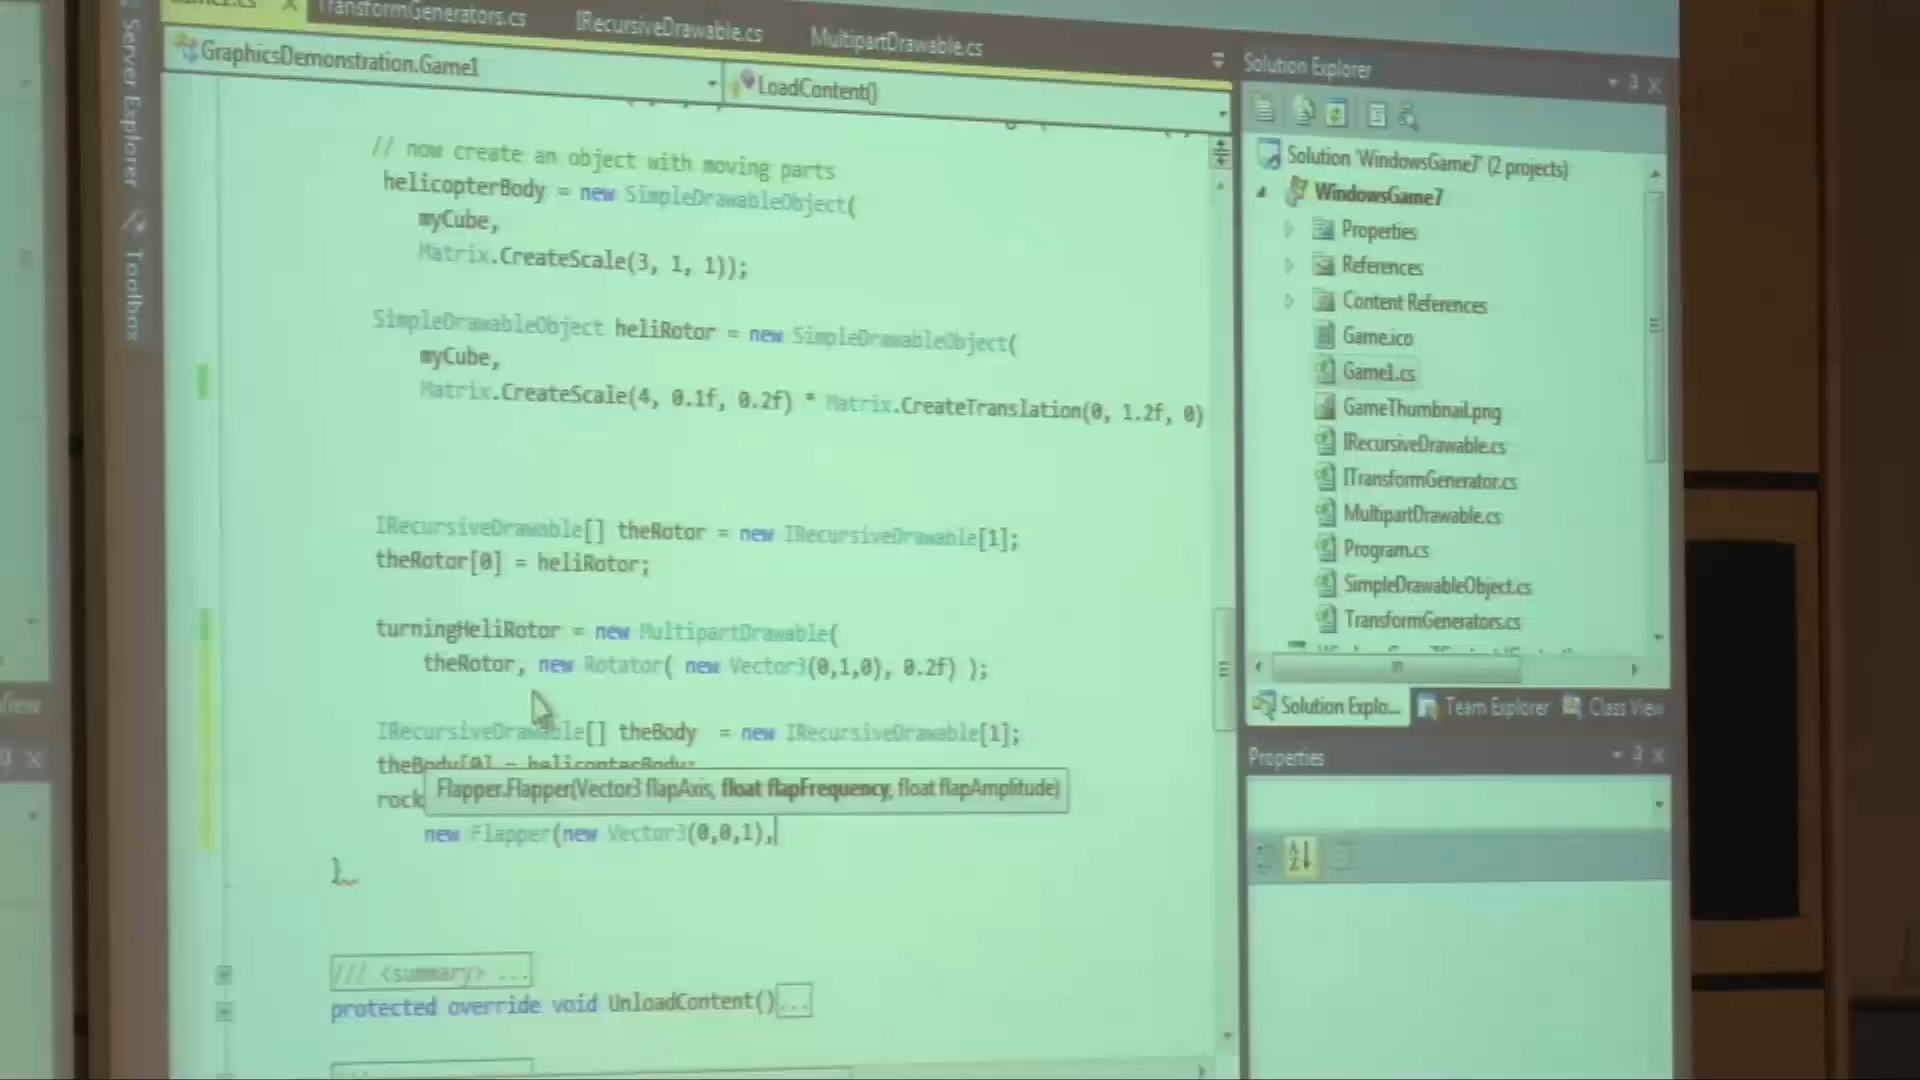 TransformGenerators.cs
IRecursiveDrawable.cs
MultipartDrawable.cs
Server Explorer
Toolbox
GraphicsDemonstration.Game1
LoadContent()
// now create an object with moving parts
helicopterBody = new SimpleDrawableObject(
myCube,
Matrix.CreateScale(3, 1, 1));
SimpleDrawableObject heliRotor = new SimpleDrawableObject(
myCube,
Matrix.CreateScale(4, 0.1f, 0.2f) * Matrix.CreateTranslation(0, 1.2f, 0)
IRecursiveDrawable[] theRotor = new IRecursiveDrawable[1];
theRotor[0] = heliRotor;
turningHeliRotor = new MultipartDrawable(
theRotor, new Rotator( new Vector3(0,1,0), 0.2f) );
IRecursiveDrawable[] theBody = new IRecursiveDrawable[1];
theBody[0] = helicopterBody;
rock
Flapper.Flapper(Vector3 flapAxis, float flapFrequency, float flapAmplitude)
new Flapper(new Vector3(0,0,1),
}
/// <summary> ...
protected override void UnloadContent()...
Solution Explorer
Solution 'WindowsGame7' (2 projects)
WindowsGame7
Properties
References
Content References
Game.ico
Game1.cs
GameThumbnail.png
IRecursiveDrawable.cs
ITransformGenerator.cs
MultipartDrawable.cs
Program.cs
SimpleDrawableObject.cs
TransformGenerators.cs
Solution Explo...
Team Explorer
Class View
Properties
View